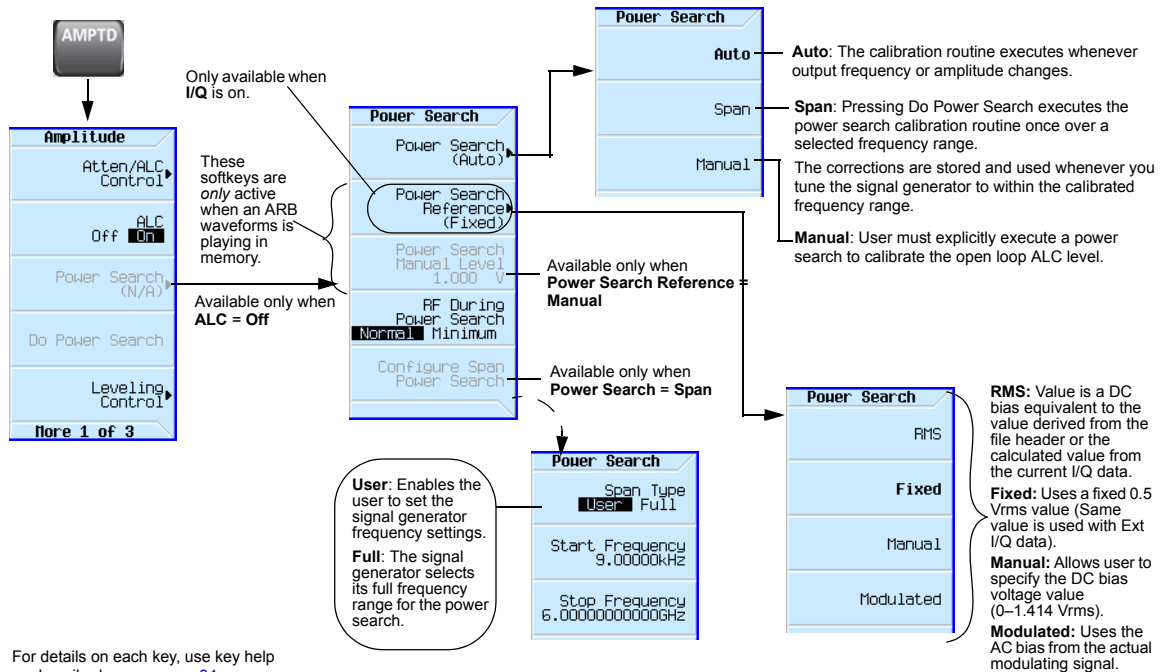 AMPTD
Amplitude
Atten/ALC
Control
ALC
Off On
Power Search
(N/A)
Do Power Search
Leveling
Control
More 1 of 3
Only available when
I/Q is on.
These
softkeys are
only active
when an ARB
waveforms is
playing in
memory.
Available only when
ALC = Off
Power Search
Power Search
(Auto)
Power Search
Reference
(Fixed)
Power Search
Manual Level
1.000 V
RF During
Power Search
Normal Minimum
Configure Span
Power Search
Available only when
Power Search Reference =
Manual
Available only when
Power Search = Span
Power Search
Auto
Span
Manual
Auto: The calibration routine executes whenever
output frequency or amplitude changes.
Span: Pressing Do Power Search executes the
power search calibration routine once over a
selected frequency range.
The corrections are stored and used whenever you
tune the signal generator to within the calibrated
frequency range.
Manual: User must explicitly execute a power
search to calibrate the open loop ALC level.
User: Enables the
user to set the
signal generator
frequency settings.
Full: The signal
generator selects
its full frequency
range for the power
search.
Power Search
Span Type
User Full
Start Frequency
9.00000kHz
Stop Frequency
6.00000000000GHz
Power Search
RMS
Fixed
Manual
Modulated
RMS: Value is a DC
bias equivalent to the
value derived from the
file header or the
calculated value from
the current I/Q data.
Fixed: Uses a fixed 0.5
Vrms value (Same
value is used with Ext
I/Q data).
Manual: Allows user to
specify the DC bias
voltage value
(0–1.414 Vrms).
Modulated: Uses the
AC bias from the actual
modulating signal.
For details on each key, use key help